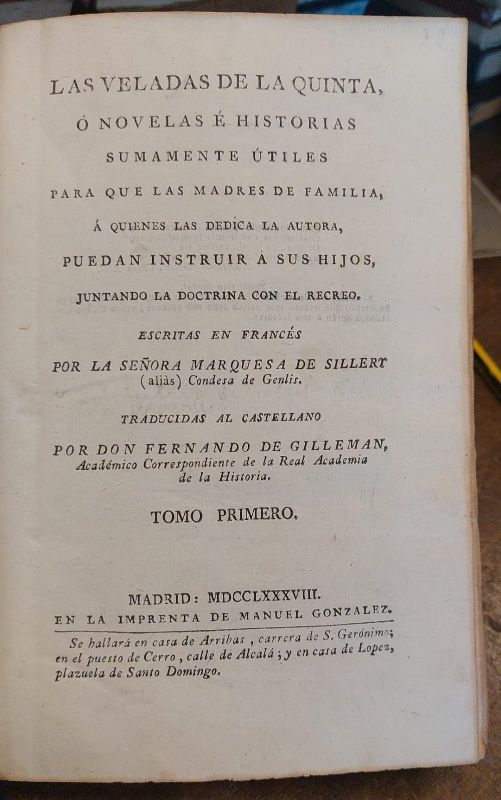 LAS VELADAS DE LA QUINTA,
Ó NOVELAS É HISTORIAS
SUMAMENTE ÚTILES
PARA QUE LAS MADRES DE FAMILIA,
Á QUIENES LAS DEDICA LA AUTORA,
PUEDAN INSTRUIR Á SUS HIJOS,
JUNTANDO LA DOCTRINA CON EL RECREO.
ESCRITAS EN FRANCÉS
POR LA SEÑORA MARQUESA DE SILLERT
(aliàs) Condesa de Genlis.
TRADUCIDAS AL CASTELLANO
POR DON FERNANDO DE GILLEMAN,
Académico Correspondiente de la Real Academia
de la Historia.
TOMO PRIMERO.
MADRID: MDCCLXXXVIII.
EN LA IMPRENTA DE MANUEL GONZALEZ.
Se hallará en casa de Arribas, carrera de S. Gerónimo;
en el puesto de Cerro, calle de Alcalá; y en casa de Lopez,
plazuela de Santo Domingo.